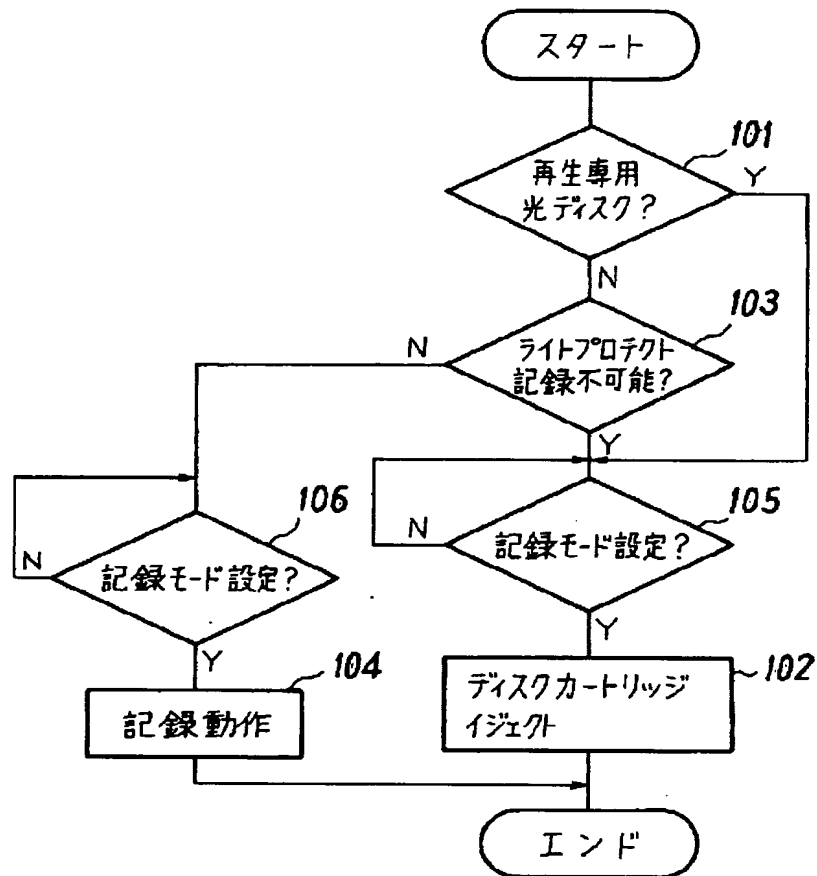 スタート
101
再生専用
光ディスク?
Y
N
103
N
ライトプロテクト
記録不可能?
Y
106
105
N
記録モード設定?
N
記録モード設定?
Y
Y
104
102
記録動作
ディスクカートリッジ
イジェクト
エンド